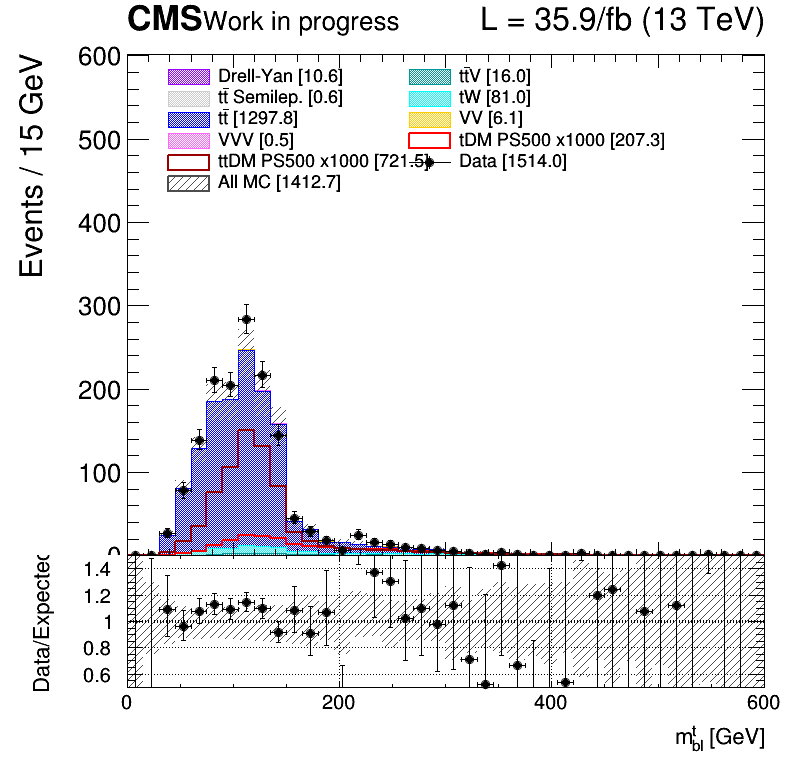 CMS Work in progress L = 35.9/fb (13 TeV)
Events / 15 GeV
600
500
400
300
200
100
0
Drell-Yan [10.6]
tt̄V [16.0]
tt̄ Semilep. [0.6]
tW [81.0]
tt̄ [1297.8]
VV [6.1]
VVV [0.5]
tDM PS500 x1000 [207.3]
ttDM PS500 x1000 [721.5]
Data [1514.0]
All MC [1412.7]
Data/Expected
1.4
1.2
1
0.8
0.6
0 200 400 600
m^t_bl [GeV]